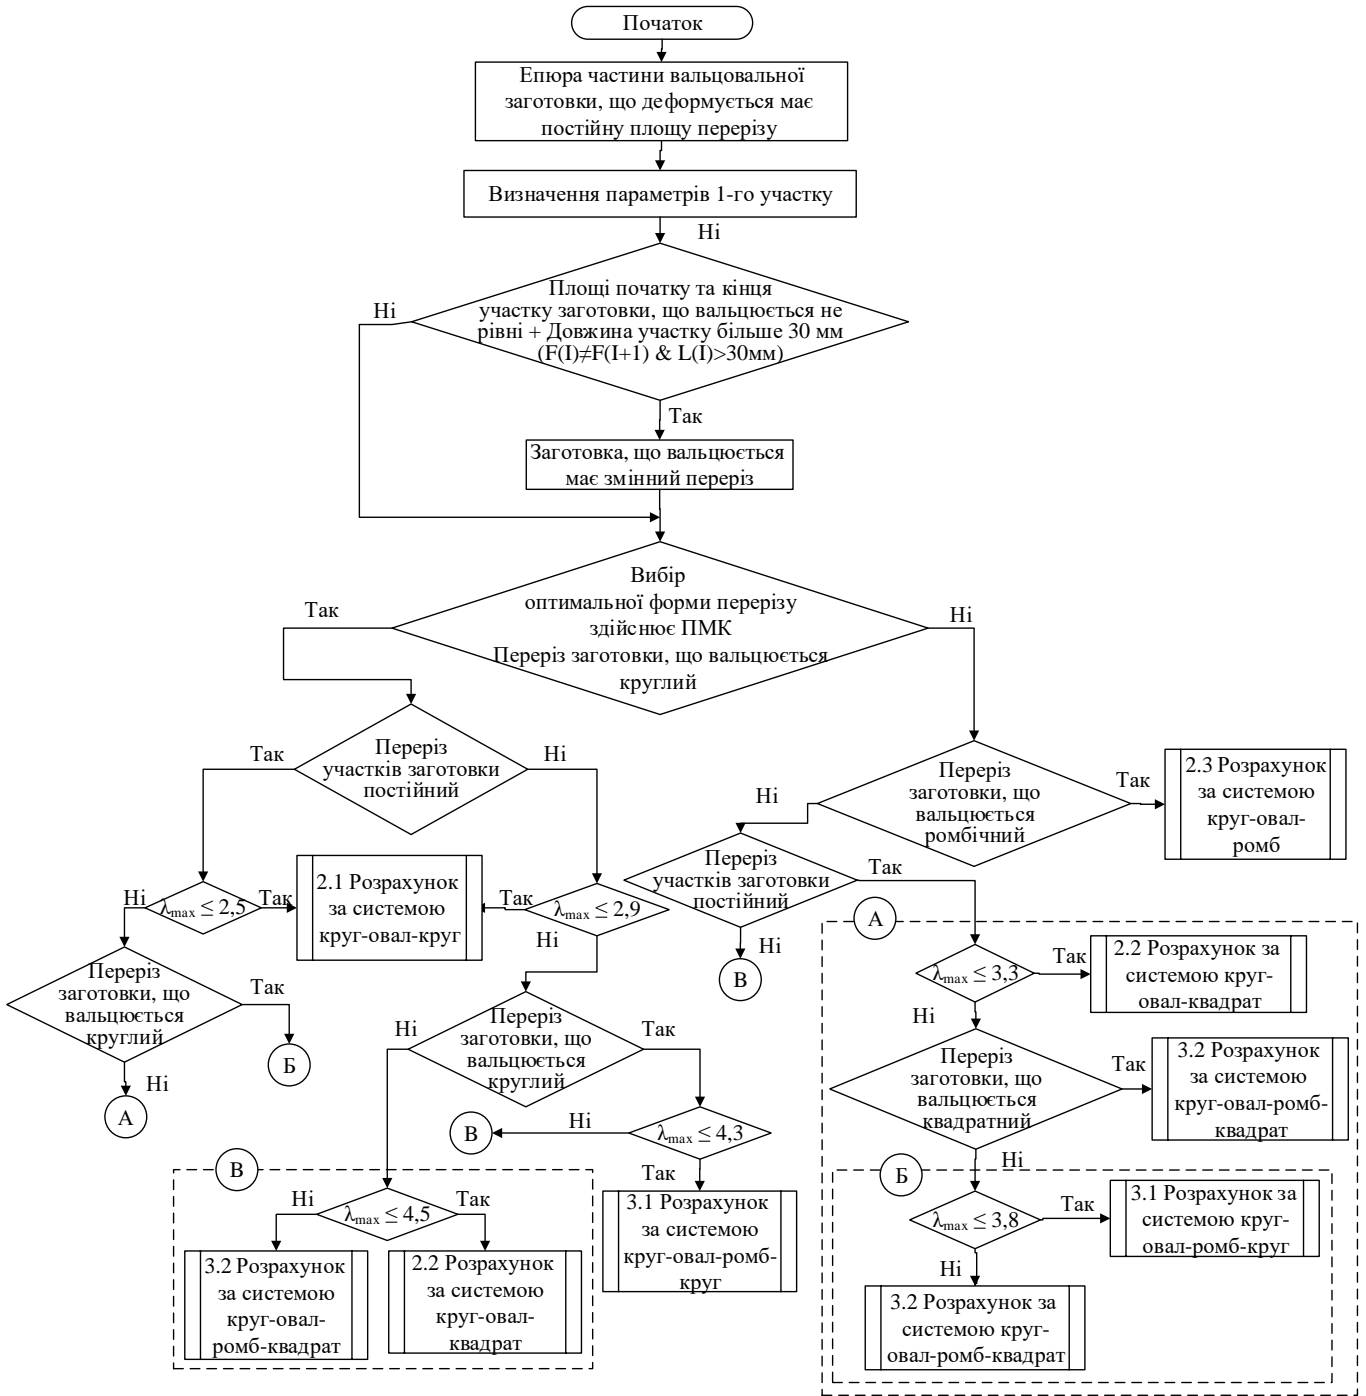 Початок
Епюра частини вальцовальної
заготовки, що деформується має
постійну площу перерізу
Визначення параметрів 1-го участку
Ні
Площі початку та кінця
участку заготовки, що вальцюється не
рівні + Довжина участку більше 30 мм
(F(I)≠F(I+1) & L(I)>30мм)
Ні
Так
Заготовка, що вальцюється
має змінний переріз
Вибір
оптимальної форми перерізу
здійснює ПМК
Переріз заготовки, що вальцюється
круглий
Так
Ні
Переріз
участків заготовки
постійний
Так
Ні
Переріз
заготовки, що
вальцюється
ромбічний
Ні
Так
2.3 Розрахунок
за системою
круг-овал-
ромб
Переріз
участків заготовки
постійний
Так
Ні
В
λmax ≤ 2,5
Ні
Так
2.1 Розрахунок
за системою
круг-овал-круг
Так
λmax ≤ 2,9
Ні
Переріз
заготовки, що
вальцюється
круглий
Так
Б
Ні
А
Переріз
заготовки, що
вальцюється
круглий
Ні
Так
λmax ≤ 4,3
Ні
В
Так
3.1 Розрахунок
за системою
круг-овал-ромб-
круг
В
λmax ≤ 4,5
Ні
Так
3.2 Розрахунок
за системою
круг-овал-
ромб-квадрат
2.2 Розрахунок
за системою
круг-овал-
квадрат
А
λmax ≤ 3,3
Так
2.2 Розрахунок за
системою круг-
овал-квадрат
Ні
Переріз
заготовки, що
вальцюється
квадратний
Так
3.2 Розрахунок
за системою
круг-овал-ромб-
квадрат
Ні
Б
λmax ≤ 3,8
Так
3.1 Розрахунок за
системою круг-
овал-ромб-круг
Ні
3.2 Розрахунок за
системою круг-
овал-ромб-квадрат